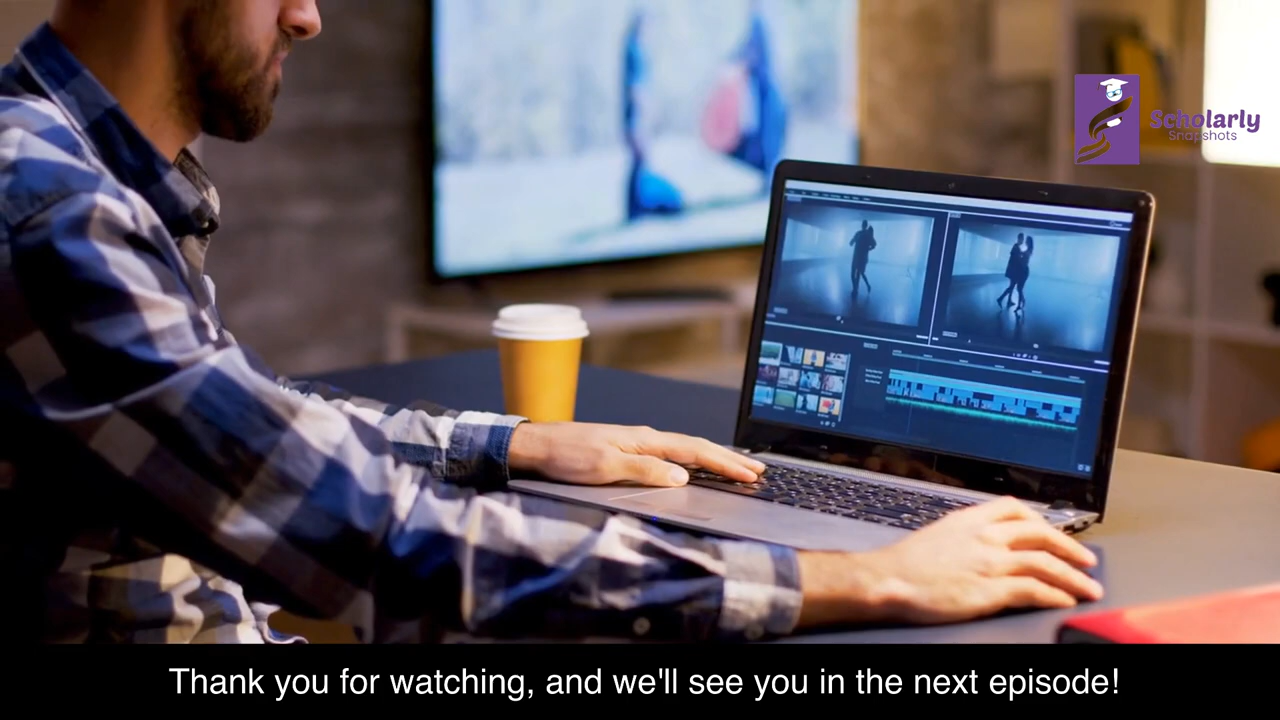 Scholarly
Snapshots
Thank you for watching, and we'll see you in the next episode!